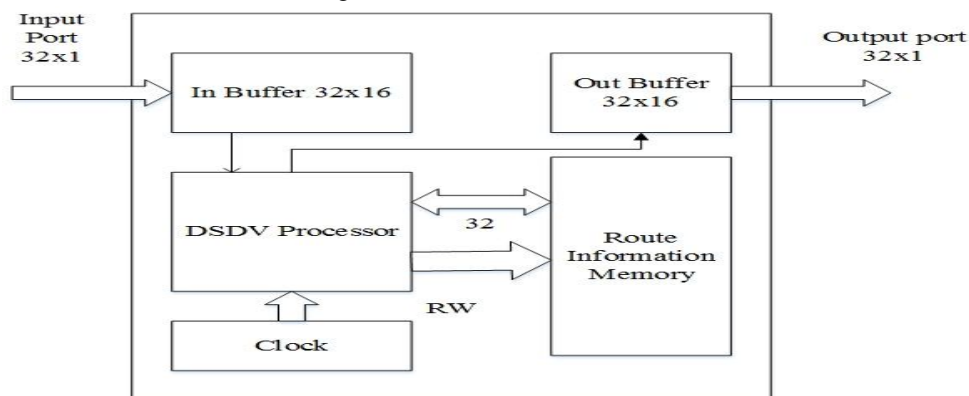 Input
Port
32x1
In Buffer 32x16
Out Buffer
32x16
Output port
32x1
DSDV Processor
32
Route
Information
Memory
RW
Clock